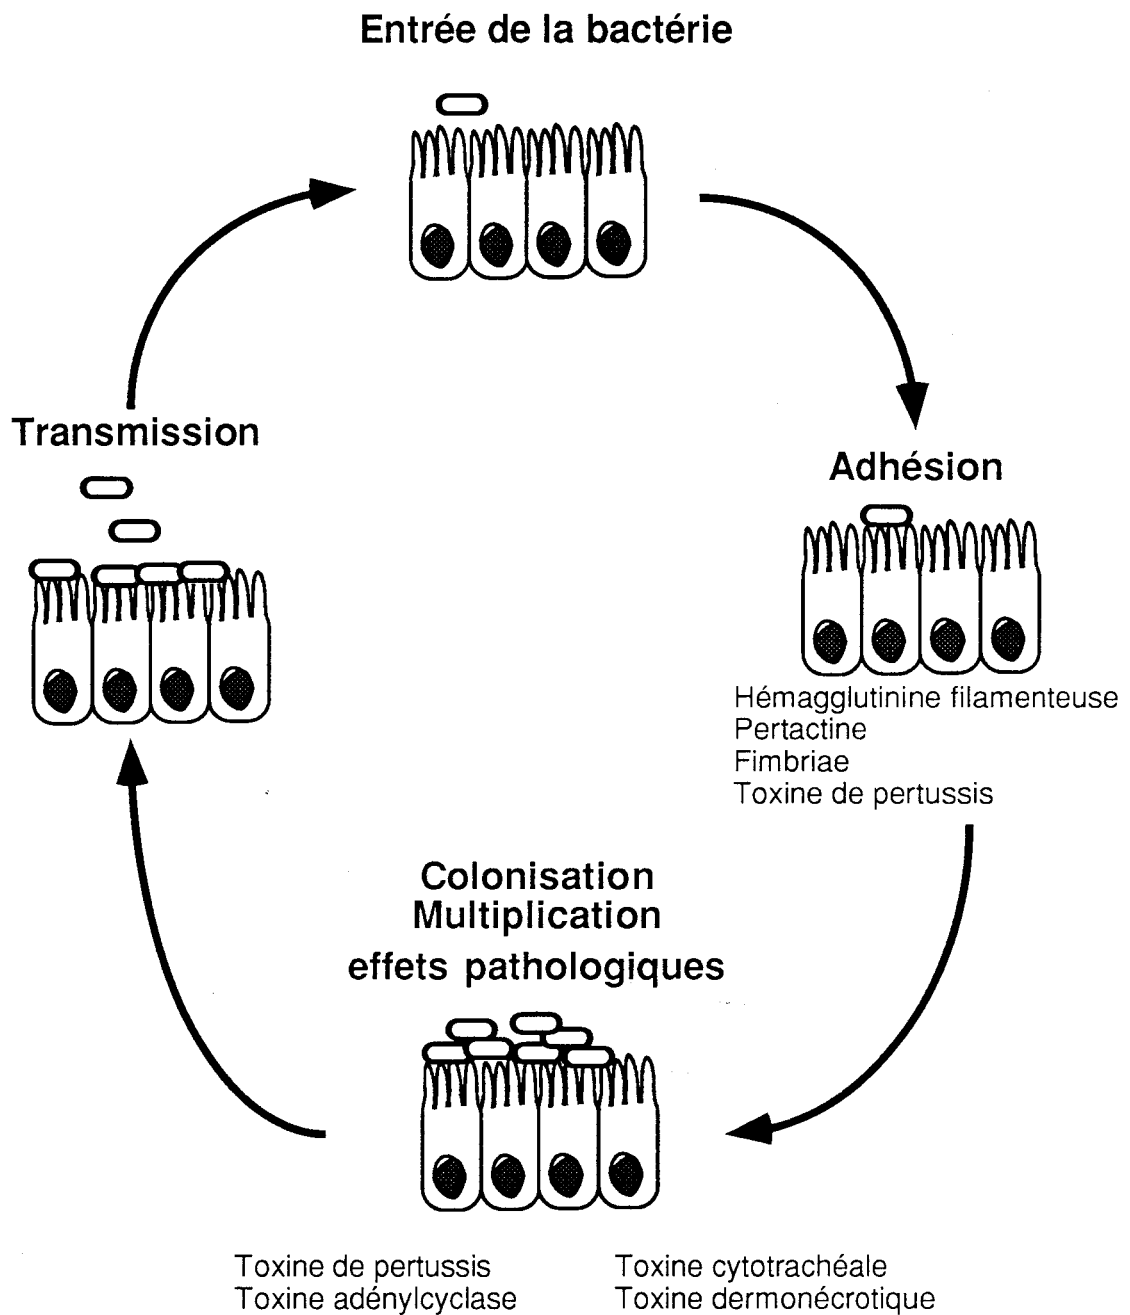 Entrée de la bactérie
Transmission
Adhésion
Hémagglutinine filamenteuse
Pertactine
Fimbriae
Toxine de pertussis
Colonisation
Multiplication
effets pathologiques
Toxine de pertussis
Toxine adénylcyclase
Toxine cytotrachéale
Toxine dermonécrotique